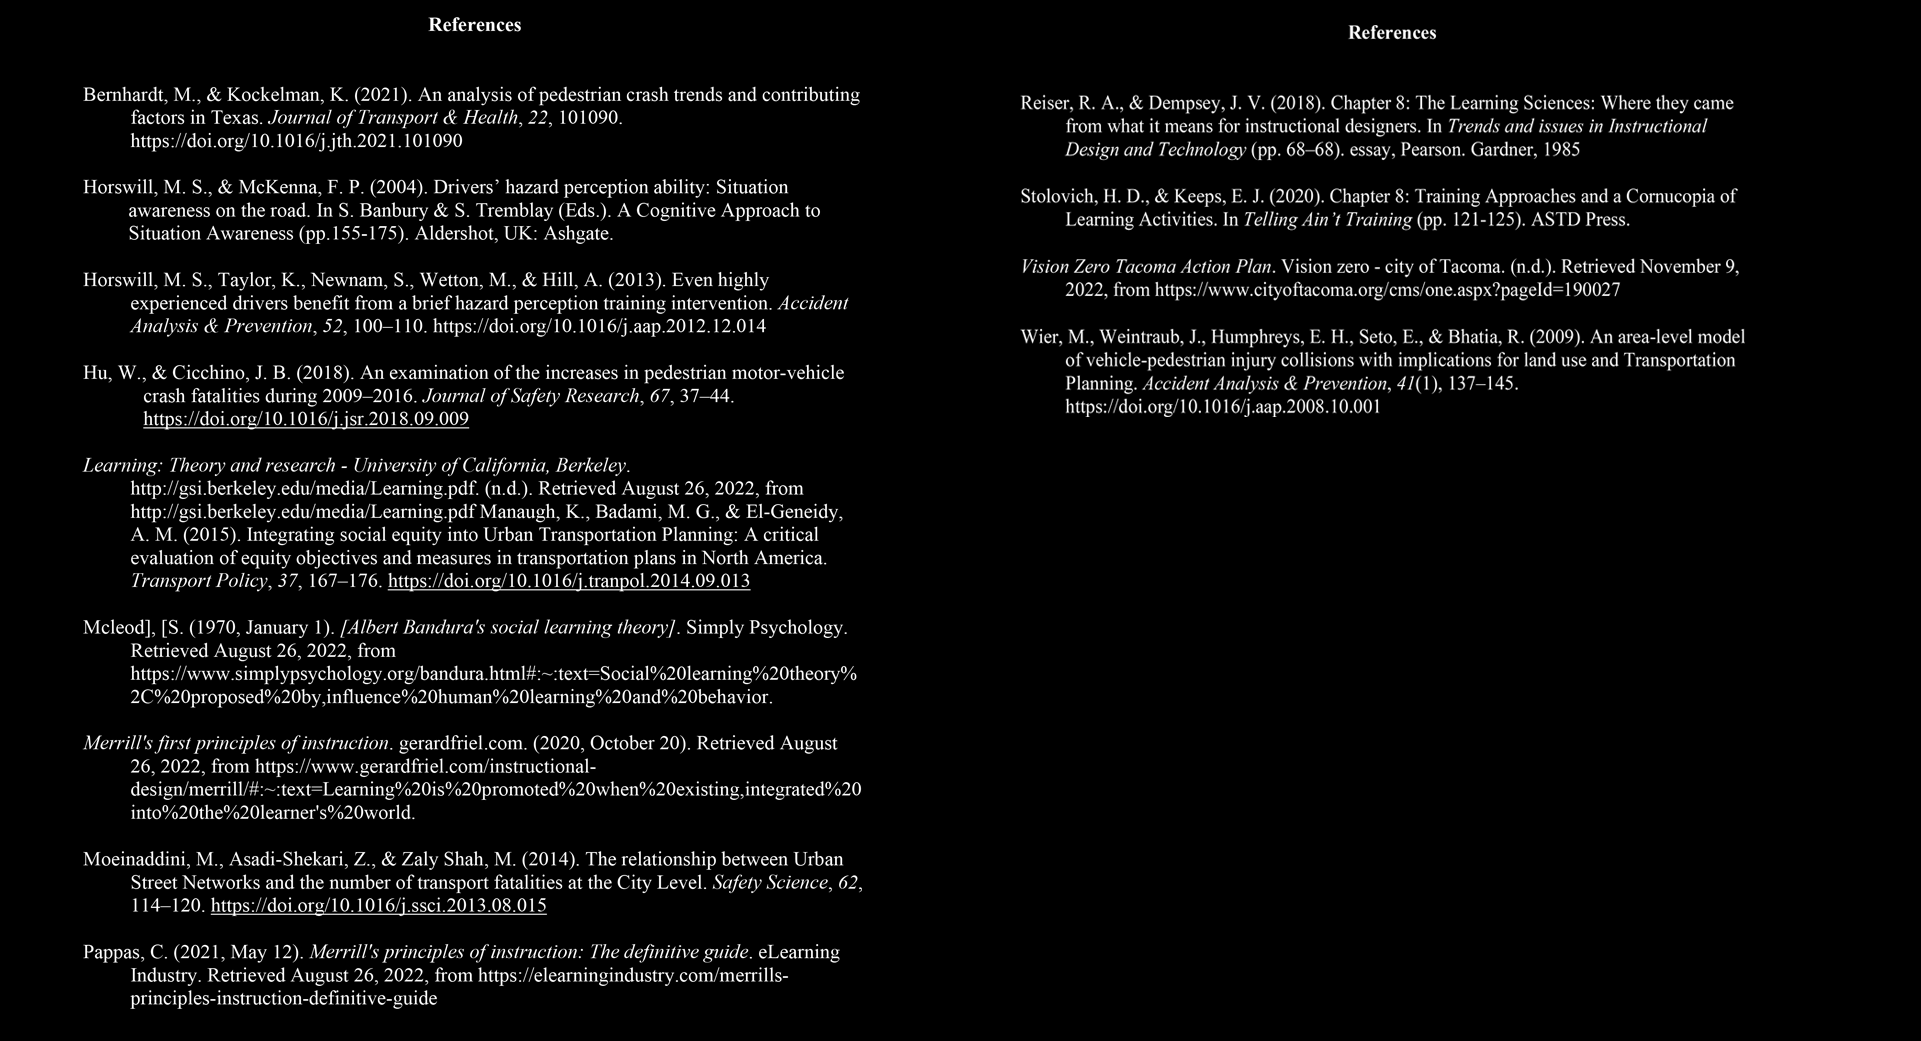 References
Bernhardt, M., & Kockelman, K. (2021). An analysis of pedestrian crash trends and contributing
factors in Texas. Journal of Transport & Health, 22, 101090.
https://doi.org/10.1016/j.jth.2021.101090
Horswill, M. S., & McKenna, F. P. (2004). Drivers’ hazard perception ability: Situation
awareness on the road. In S. Banbury & S. Tremblay (Eds.). A Cognitive Approach to
Situation Awareness (pp.155-175). Aldershot, UK: Ashgate.
Horswill, M. S., Taylor, K., Newnam, S., Wetton, M., & Hill, A. (2013). Even highly
experienced drivers benefit from a brief hazard perception training intervention. Accident
Analysis & Prevention, 52, 100–110. https://doi.org/10.1016/j.aap.2012.12.014
Hu, W., & Cicchino, J. B. (2018). An examination of the increases in pedestrian motor-vehicle
crash fatalities during 2009–2016. Journal of Safety Research, 67, 37–44.
https://doi.org/10.1016/j.jsr.2018.09.009
Learning: Theory and research - University of California, Berkeley.
http://gsi.berkeley.edu/media/Learning.pdf. (n.d.). Retrieved August 26, 2022, from
http://gsi.berkeley.edu/media/Learning.pdf Manaugh, K., Badami, M. G., & El-Geneidy,
A. M. (2015). Integrating social equity into Urban Transportation Planning: A critical
evaluation of equity objectives and measures in transportation plans in North America.
Transport Policy, 37, 167–176. https://doi.org/10.1016/j.tranpol.2014.09.013
Mcleod], [S. (1970, January 1). [Albert Bandura's social learning theory]. Simply Psychology.
Retrieved August 26, 2022, from
https://www.simplypsychology.org/bandura.html#:~:text=Social%20learning%20theory%
2C%20proposed%20by,influence%20human%20learning%20and%20behavior.
Merrill's first principles of instruction. gerardfriel.com. (2020, October 20). Retrieved August
26, 2022, from https://www.gerardfriel.com/instructional-
design/merrill/#:~:text=Learning%20is%20promoted%20when%20existing,integrated%20
into%20the%20learner's%20world.
Moeinaddini, M., Asadi-Shekari, Z., & Zaly Shah, M. (2014). The relationship between Urban
Street Networks and the number of transport fatalities at the City Level. Safety Science, 62,
114–120. https://doi.org/10.1016/j.ssci.2013.08.015
Pappas, C. (2021, May 12). Merrill's principles of instruction: The definitive guide. eLearning
Industry. Retrieved August 26, 2022, from https://elearningindustry.com/merrills-
principles-instruction-definitive-guide
References
Reiser, R. A., & Dempsey, J. V. (2018). Chapter 8: The Learning Sciences: Where they came
from what it means for instructional designers. In Trends and issues in Instructional
Design and Technology (pp. 68–68). essay, Pearson. Gardner, 1985
Stolovich, H. D., & Keeps, E. J. (2020). Chapter 8: Training Approaches and a Cornucopia of
Learning Activities. In Telling Ain’t Training (pp. 121-125). ASTD Press.
Vision Zero Tacoma Action Plan. Vision zero - city of Tacoma. (n.d.). Retrieved November 9,
2022, from https://www.cityoftacoma.org/cms/one.aspx?pageId=190027
Wier, M., Weintraub, J., Humphreys, E. H., Seto, E., & Bhatia, R. (2009). An area-level model
of vehicle-pedestrian injury collisions with implications for land use and Transportation
Planning. Accident Analysis & Prevention, 41(1), 137–145.
https://doi.org/10.1016/j.aap.2008.10.001